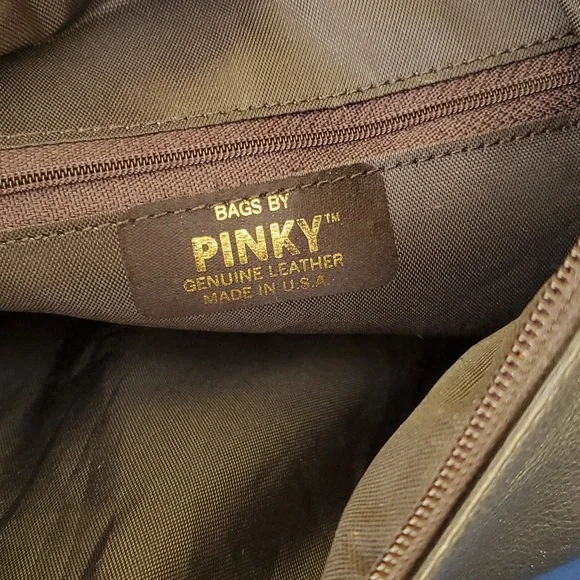 BAGS BY
PINKY™
GENUINE LEATHER
MADE IN U.S.A.